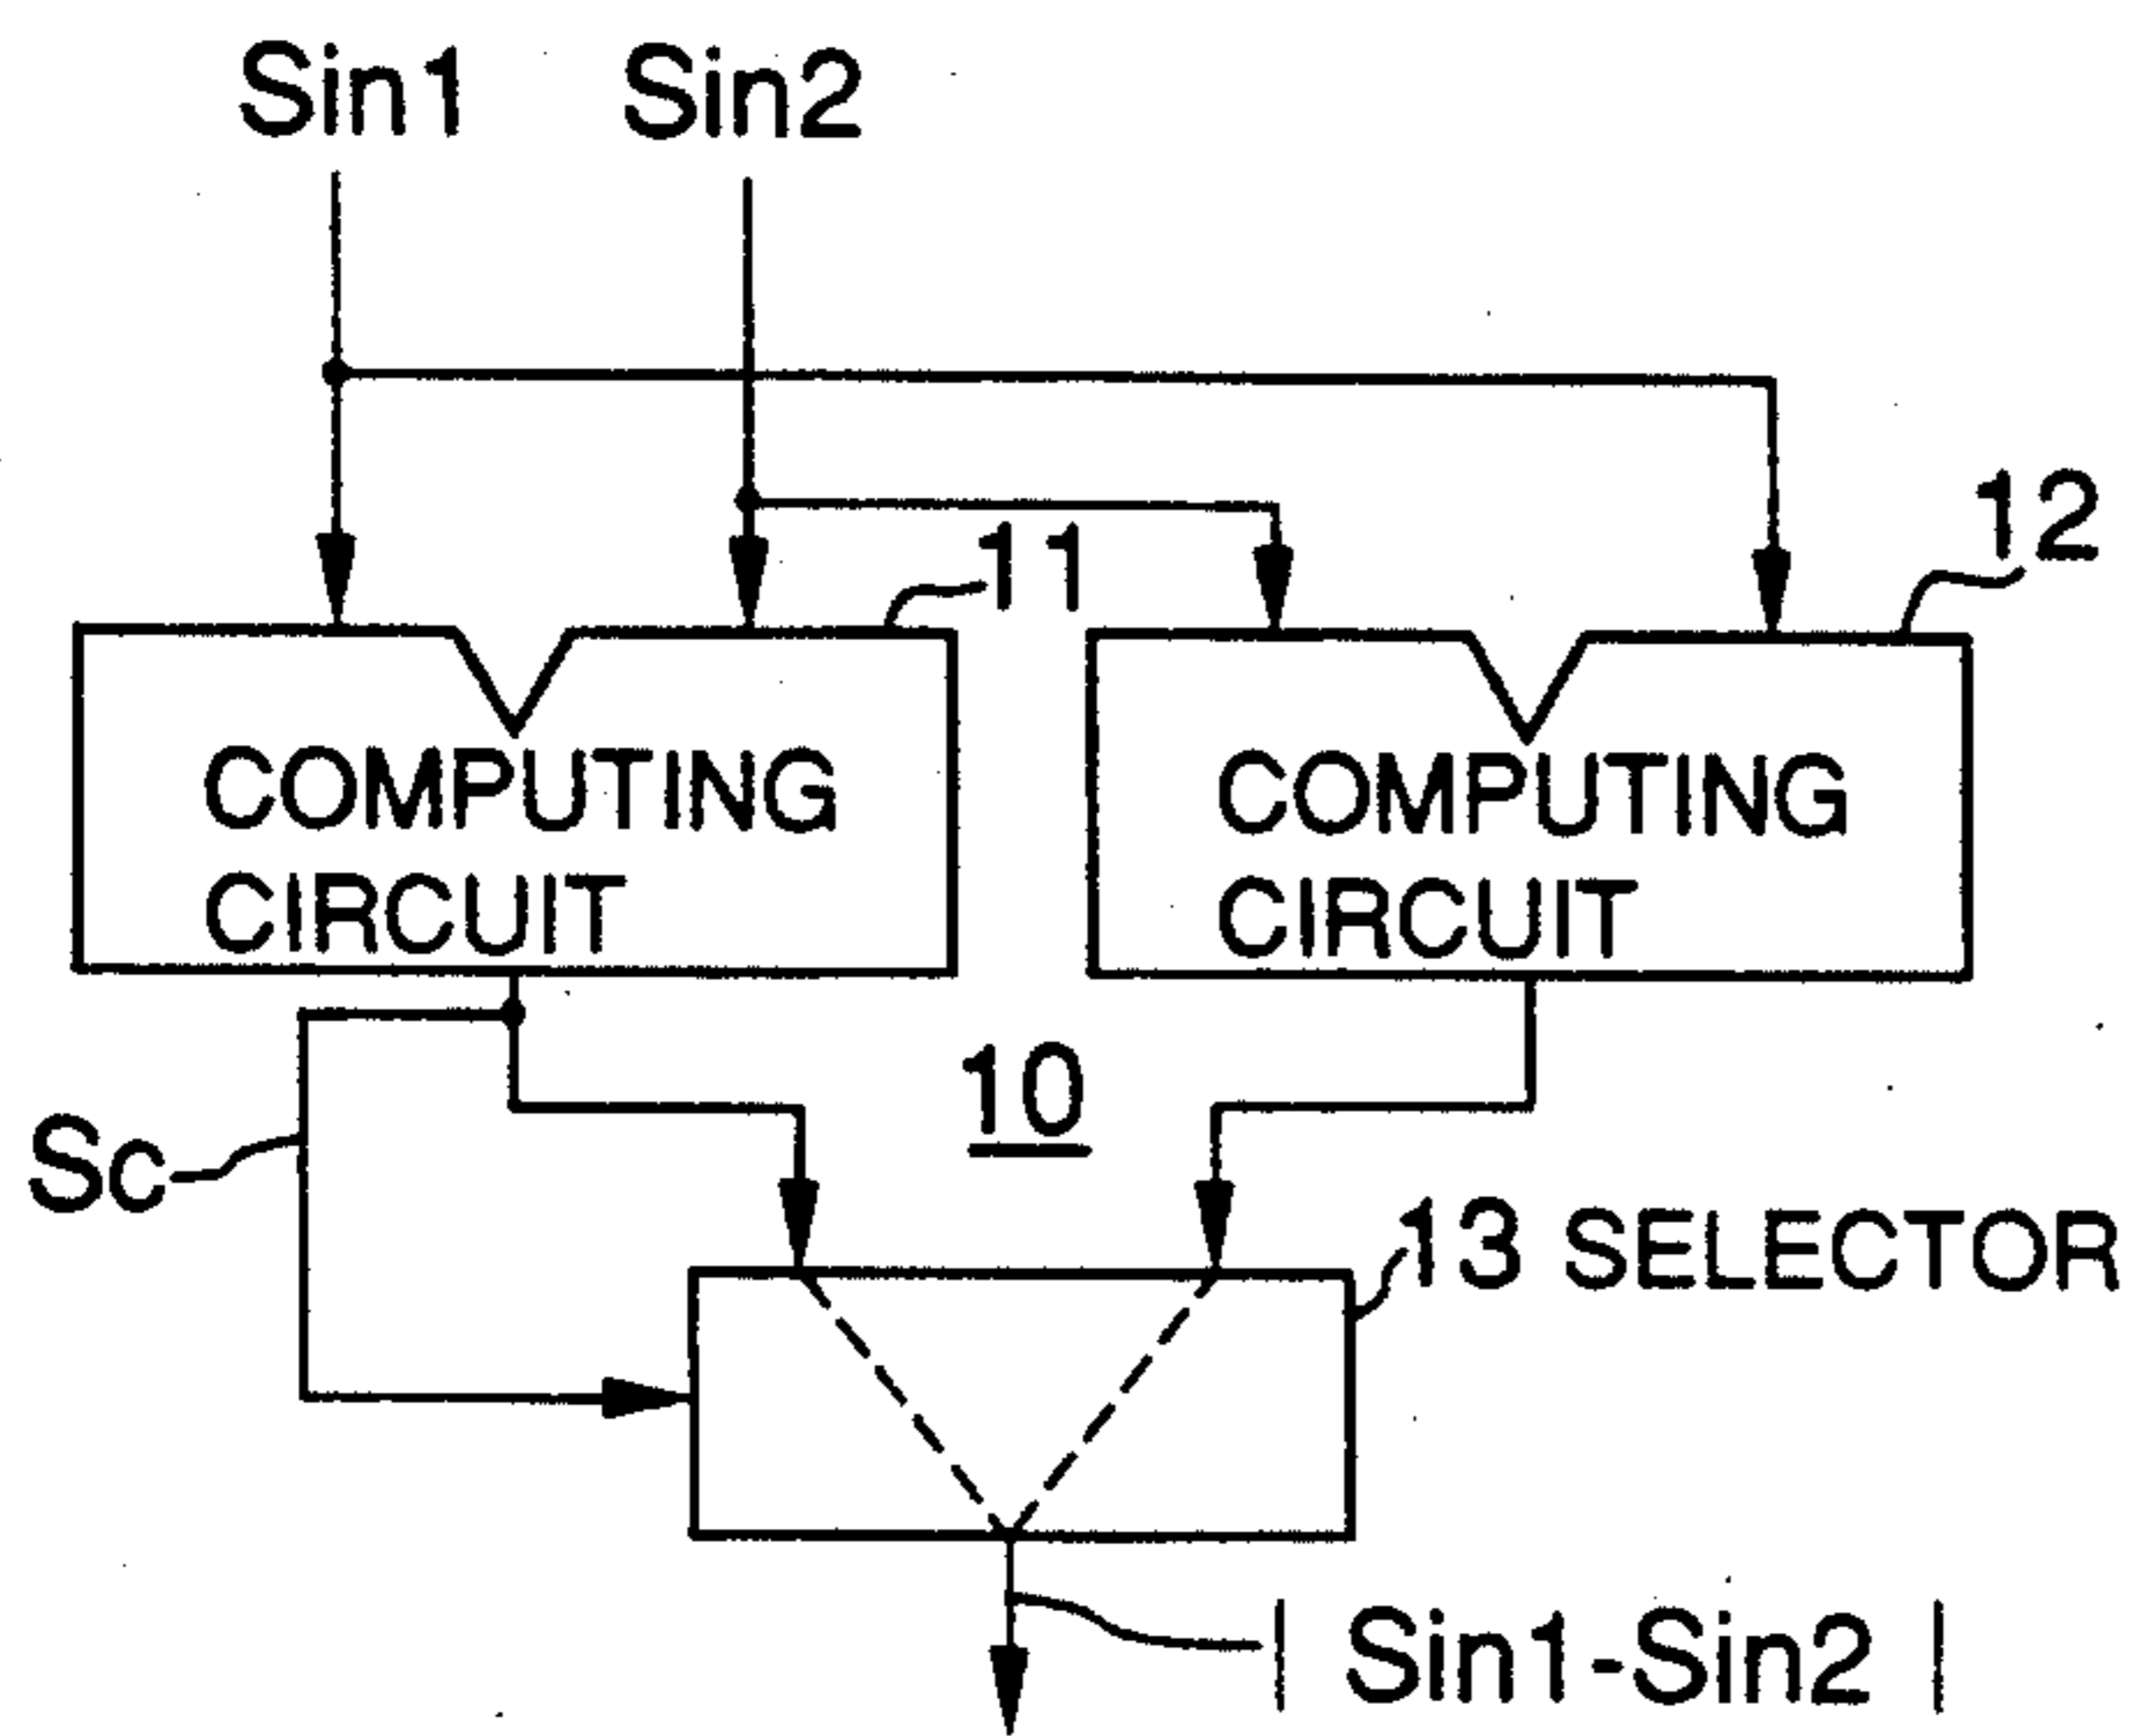 Sin1 Sin2
12
11
COMPUTING
CIRCUIT
COMPUTING
CIRCUIT
10
Sc
13 SELECTOR
| Sin1-Sin2 |